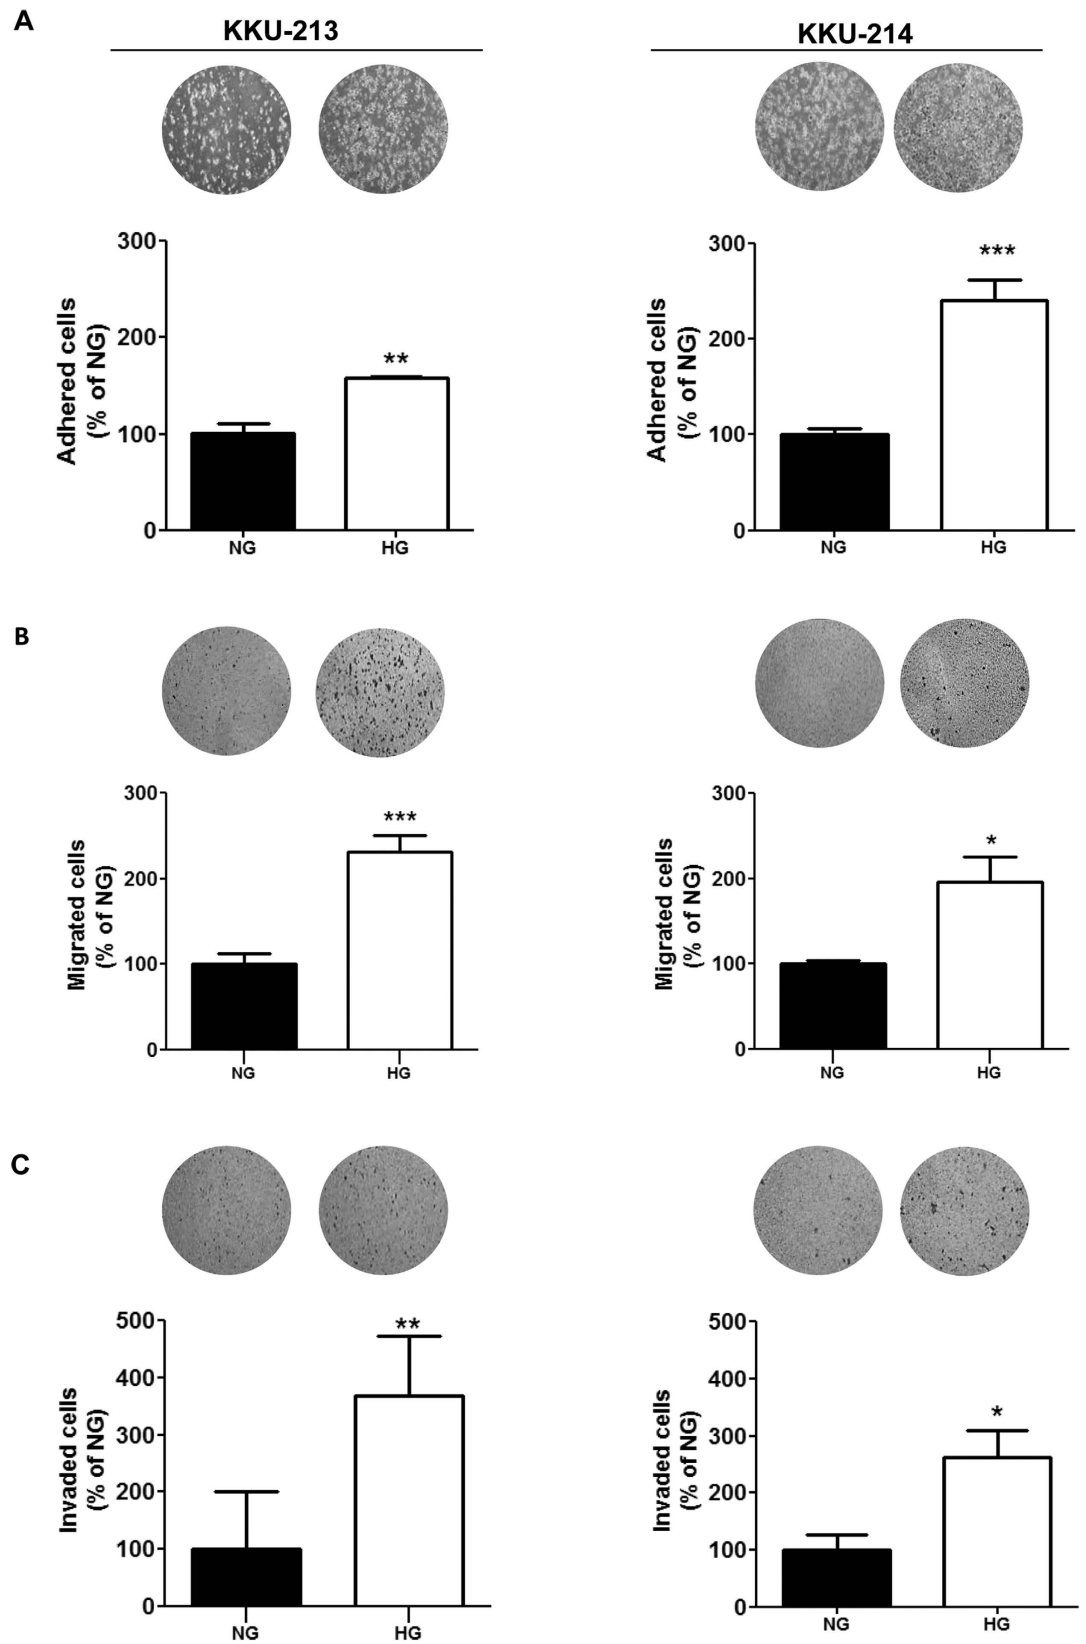 A
KKU-213
KKU-214
300
200
100
0
Adhered cells
(% of NG)
**
NG
HG
300
200
100
0
Adhered cells
(% of NG)
***
NG
HG
B
300
200
100
0
Migrated cells
(% of NG)
***
NG
HG
300
200
100
0
Migrated cells
(% of NG)
*
NG
HG
C
500
400
300
200
100
0
Invaded cells
(% of NG)
**
NG
HG
500
400
300
200
100
0
Invaded cells
(% of NG)
*
NG
HG